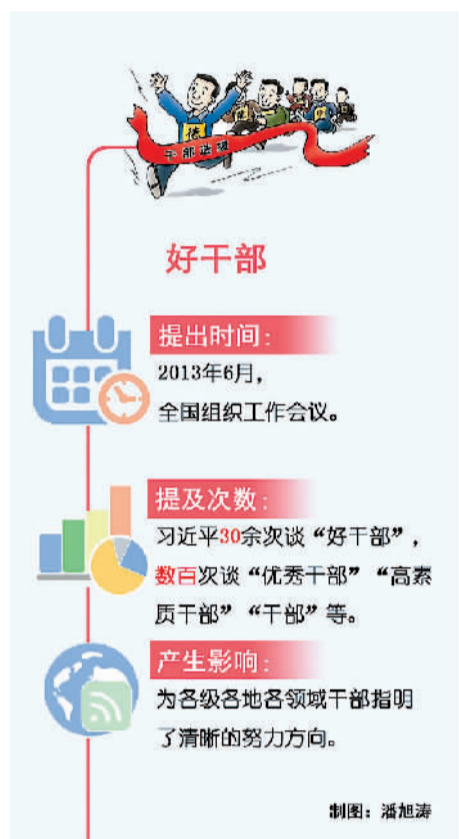 德
干部选拔
好干部
提出时间：
2013年6月，
全国组织工作会议。
提及次数：
习近平30余次谈“好干部”，
数百次谈“优秀干部”“高素
质干部”“干部”等。
产生影响：
为各级各地各领域干部指明
了清晰的努力方向。
制图：潘旭涛